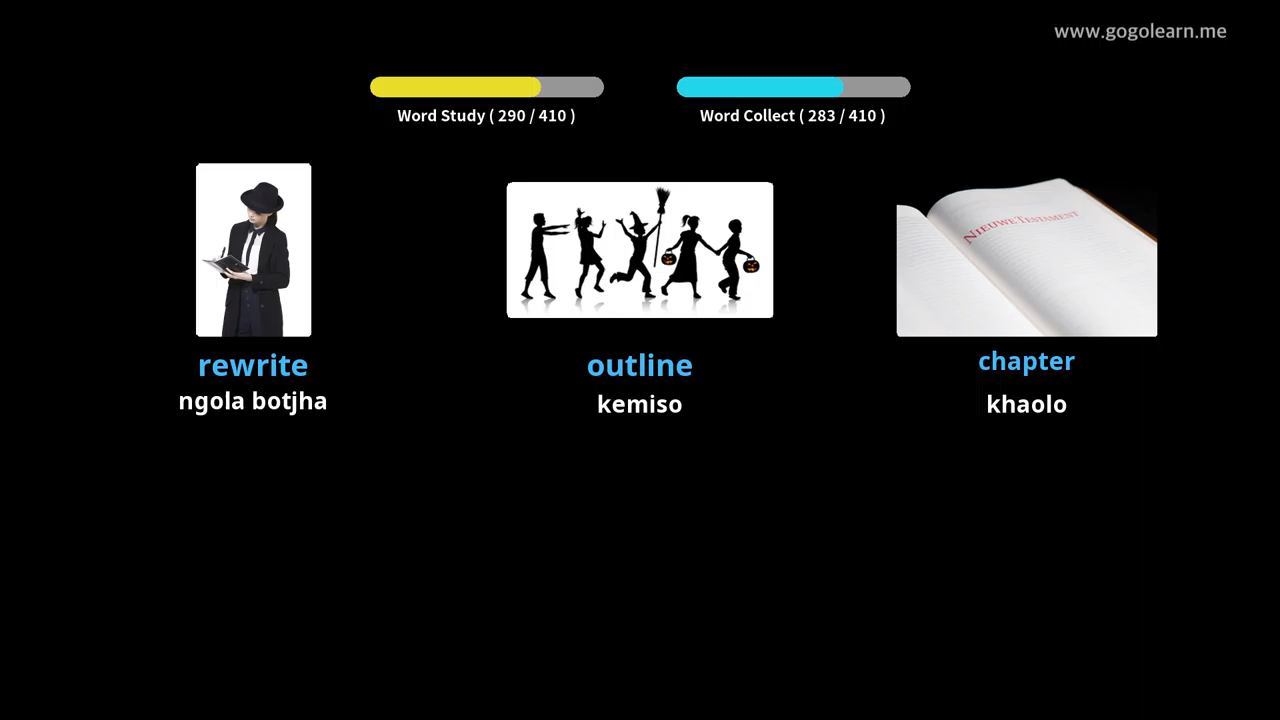 www.gogolearn.me
Word Study ( 290 / 410 )
Word Collect ( 283 / 410 )
NIEUWE TESTAMENT
rewrite
ngola botjha
outline
kemiso
chapter
khaolo